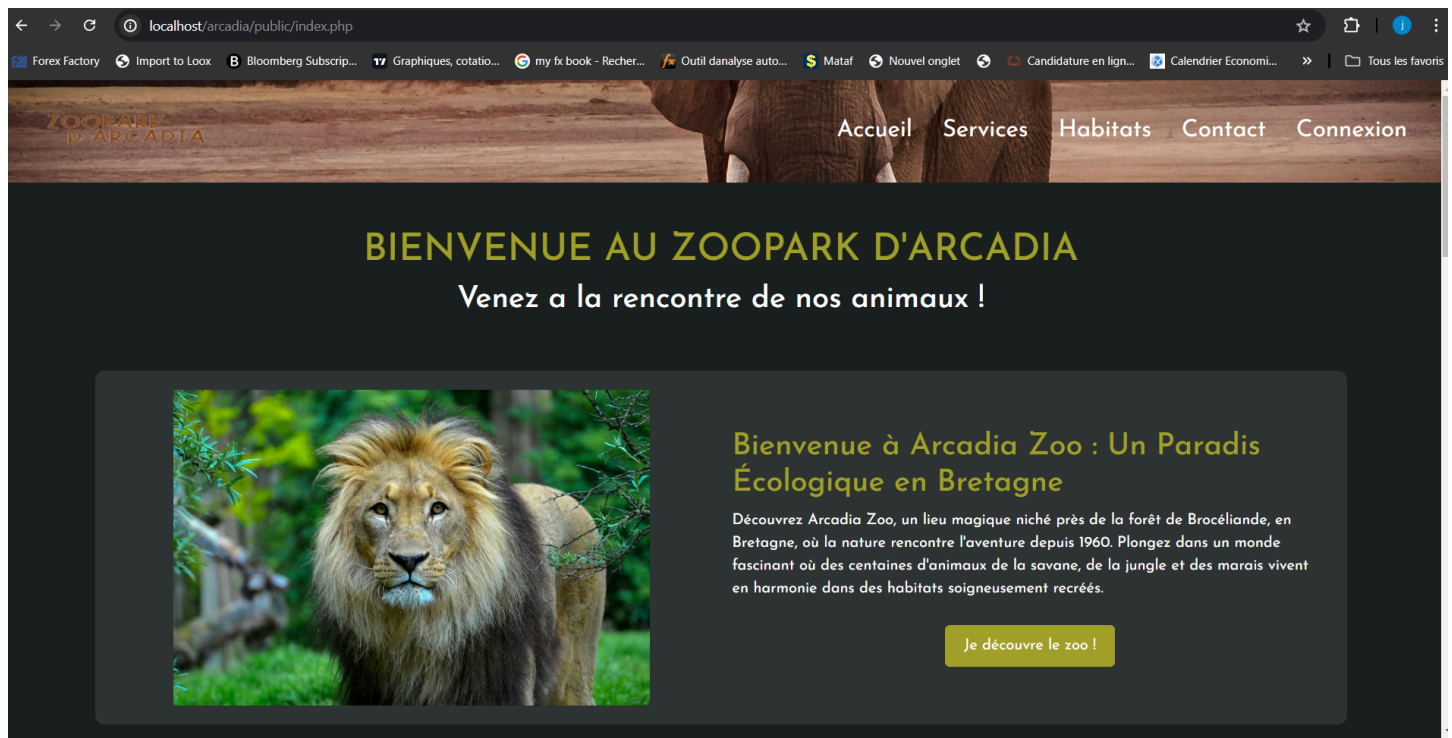 localhost/arcadia/public/index.php
Forex Factory Import to Loox Bloomberg Subscrip... Graphiques, cotatio... my fx book - Recher... Outil danalyse auto... Mataf Nouvel onglet Candidature en lign... Calendrier Economi... » Tous les favoris
ZOOPARK
D'ARCADIA
Accueil Services Habitats Contact Connexion
BIENVENUE AU ZOOPARK D'ARCADIA
Venez a la rencontre de nos animaux !
Bienvenue à Arcadia Zoo : Un Paradis
Écologique en Bretagne
Découvrez Arcadia Zoo, un lieu magique niché près de la forêt de Brocéliande, en
Bretagne, où la nature rencontre l'aventure depuis 1960. Plongez dans un monde
fascinant où des centaines d'animaux de la savane, de la jungle et des marais vivent
en harmonie dans des habitats soigneusement recréés.
Je découvre le zoo !